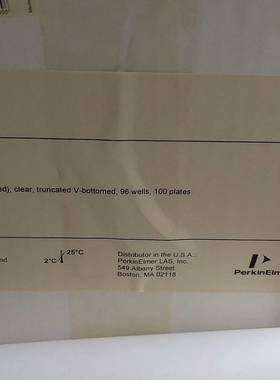 ed), clear, truncated V-bottomed, 96 wells, 100 plates
nd
2°C
25°C
Distributor in the U.S.A.:
PerkinElmer LAS, Inc.
549 Albany Street
Boston, MA 02118
PerkinElmer